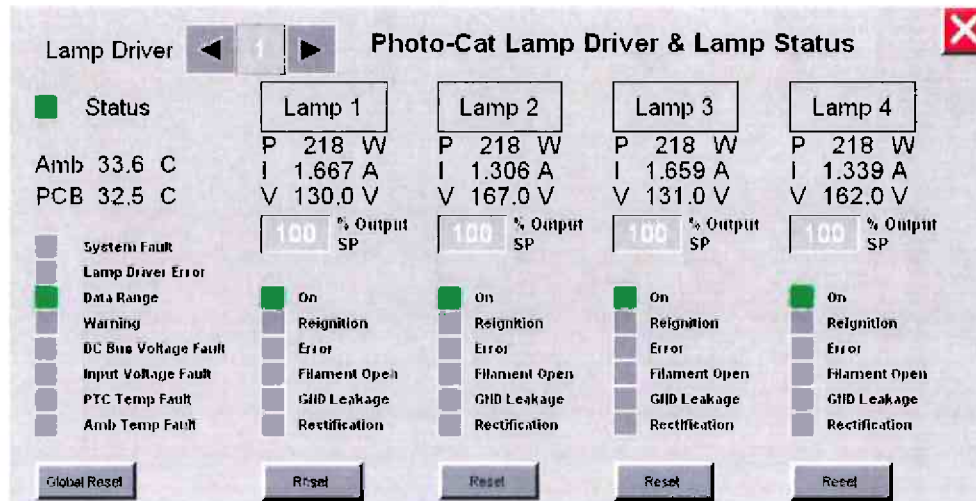 Photo-Cat Lamp Driver & Lamp Status
Lamp Driver 1
Status
Amb 33.6 C
PCB 32.5 C
System Fault
Lamp Driver Error
Data Range
Warning
DC Bus Voltage Fault
Input Voltage Fault
PTC Temp Fault
Amb Temp Fault
Global Reset
Lamp 1
P 218 W
I 1.667 A
V 130.0 V
100 % Output
SP
On
Reignition
Error
Filament Open
GND Leakage
Rectification
Reset
Lamp 2
P 218 W
I 1.306 A
V 167.0 V
100 % Output
SP
On
Reignition
Error
Filament Open
GND Leakage
Rectification
Reset
Lamp 3
P 218 W
I 1.659 A
V 131.0 V
100 % Output
SP
On
Reignition
Error
Filament Open
GND Leakage
Rectification
Reset
Lamp 4
P 218 W
I 1.339 A
V 162.0 V
100 % Output
SP
On
Reignition
Error
Filament Open
GND Leakage
Rectification
Reset